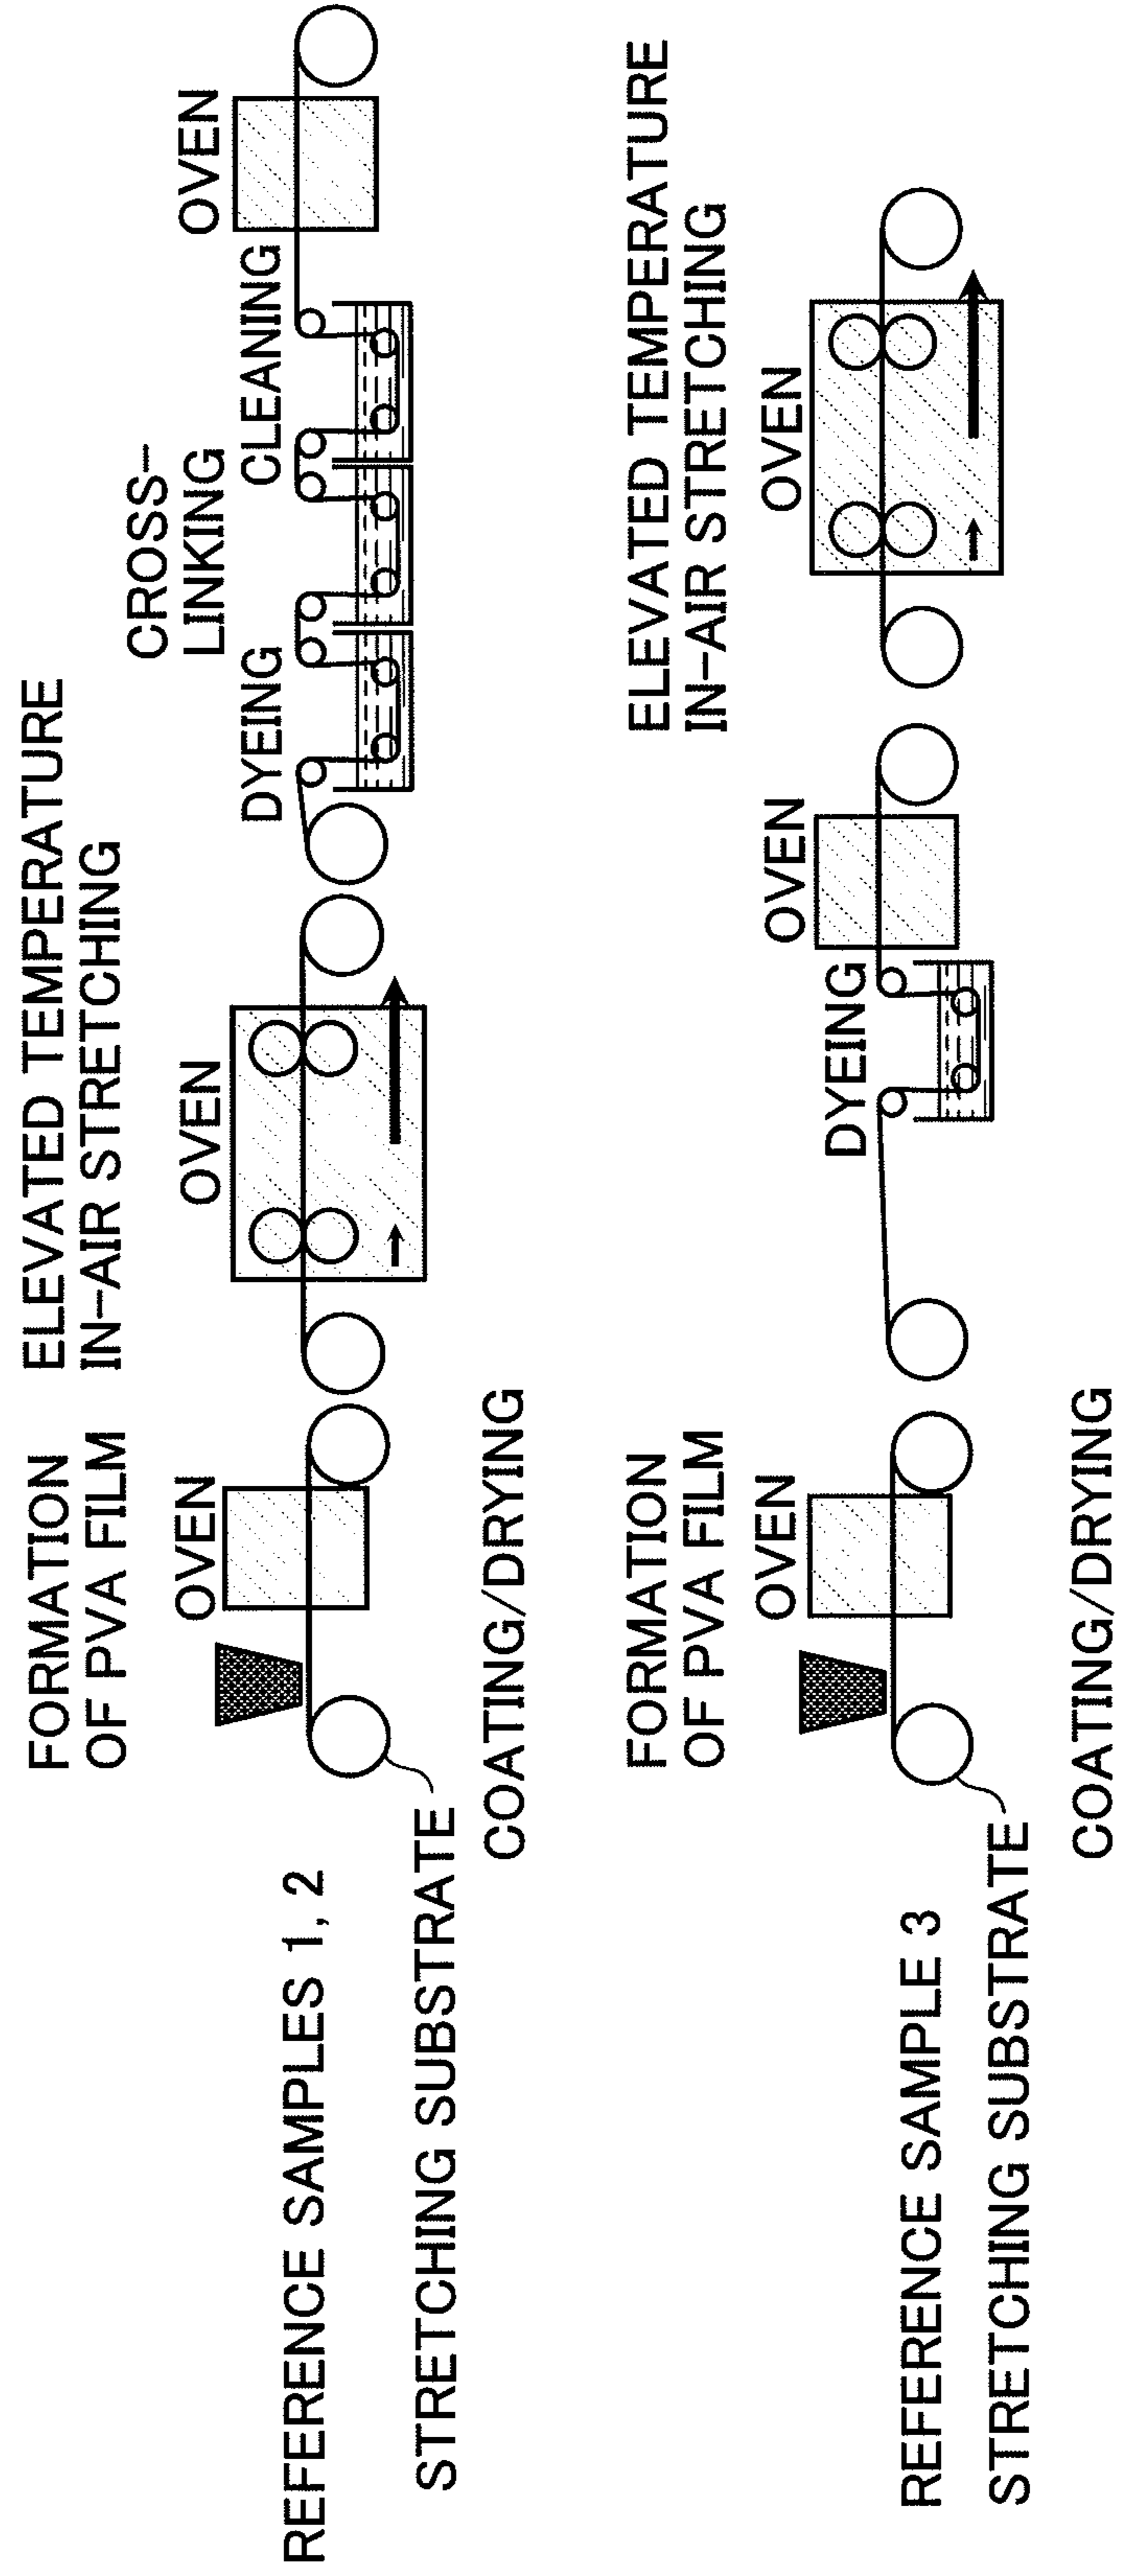 FORMATION
OF PVA FILM
ELEVATED TEMPERATURE
IN-AIR STRETCHING
CROSS-
LINKING
OVEN
OVEN
DYEING
CLEANING
OVEN
REFERENCE SAMPLES 1, 2
STRETCHING SUBSTRATE
COATING/DRYING
FORMATION
OF PVA FILM
ELEVATED TEMPERATURE
IN-AIR STRETCHING
OVEN
DYEING
OVEN
OVEN
REFERENCE SAMPLE 3
STRETCHING SUBSTRATE
COATING/DRYING